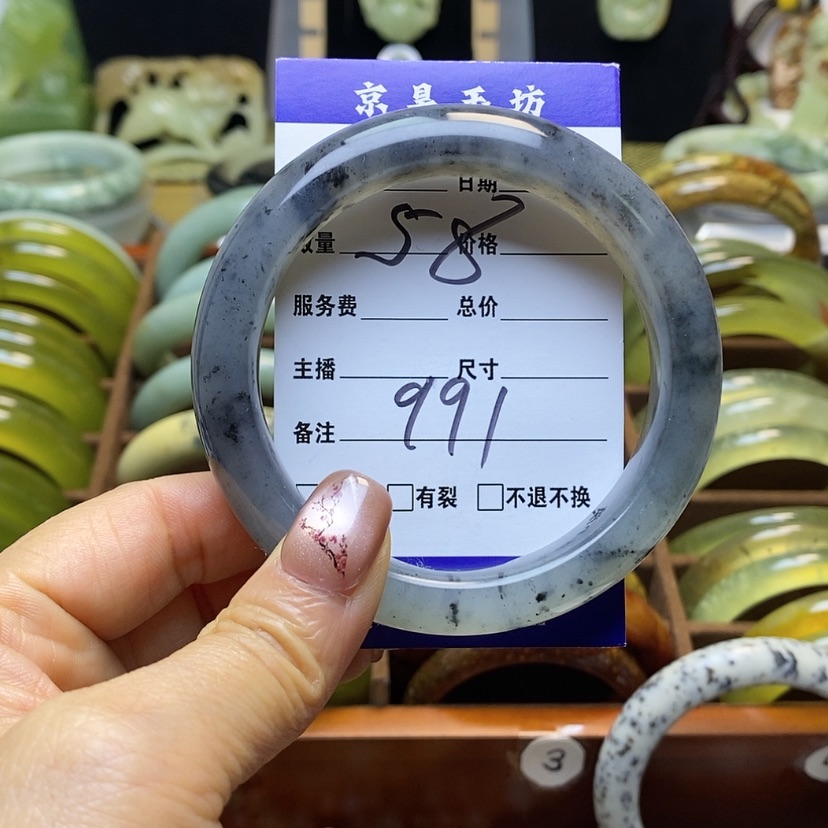 京景玉坊
日期
数量 58 价格
服务费 总价
主播 尺寸
备注 991
有裂 不退不换
3